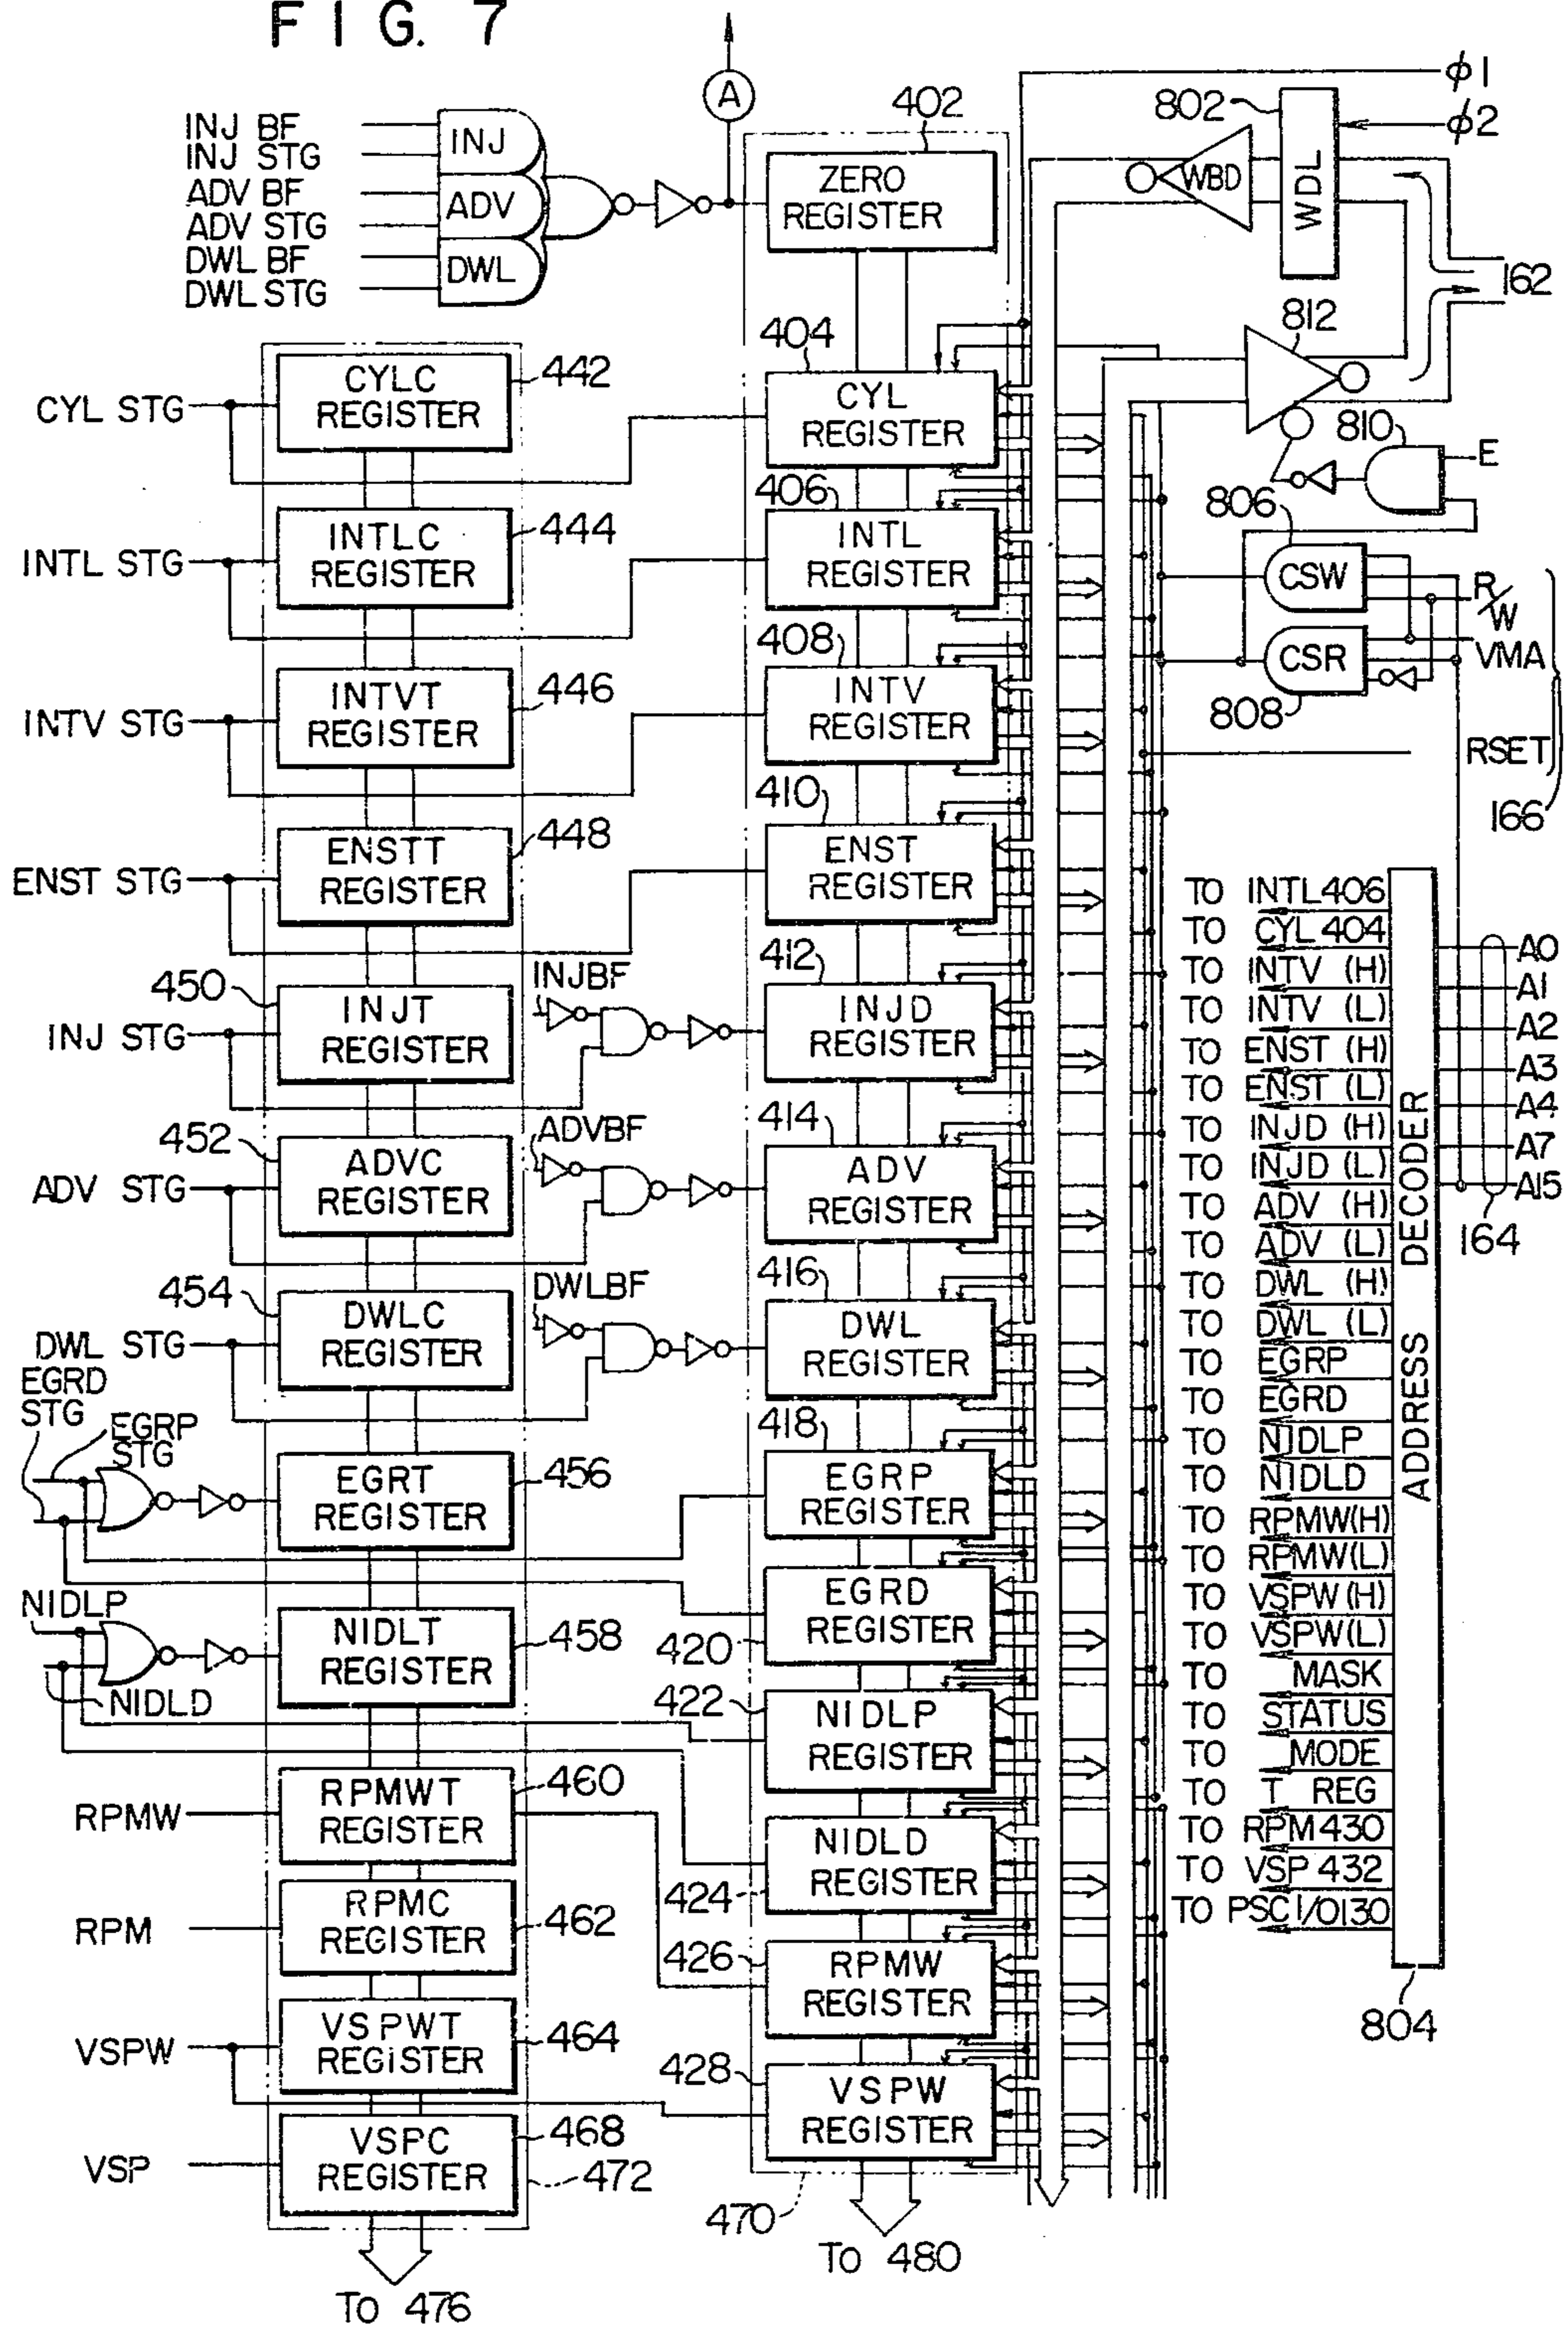 FIG. 7
A
402
802
φ1
φ2
INJ BF
INJ STG
ADV BF
ADV STG
DWL BF
DWL STG
INJ
ADV
DWL
ZERO
REGISTER
WBD
WDL
162
812
404
CYL STG
CYLC
REGISTER
442
CYL
REGISTER
810
E
806
406
INTL STG
INTLC
REGISTER
444
INTL
REGISTER
CSW
R/W
VMA
CSR
808
RSET
166
408
INTV STG
INTVT
REGISTER
446
INTV
REGISTER
410
ENST STG
ENSTT
REGISTER
448
ENST
REGISTER
412
450
INJ STG
INJT
REGISTER
INJBF
INJD
REGISTER
414
452
ADV STG
ADVC
REGISTER
ADVBF
ADV
REGISTER
416
454
DWL STG
DWLC
REGISTER
DWLBF
DWL
REGISTER
EGRD
STG
EGRP
STG
EGRT
REGISTER
456
418
EGRP
REGISTER
EGRD
REGISTER
420
NIDLP
NIDLD
NIDLT
REGISTER
458
422
NIDLP
REGISTER
RPMW
RPMWT
REGISTER
460
NIDLD
REGISTER
424
RPM
RPMC
REGISTER
462
426
RPMW
REGISTER
VSPW
VSPWT
REGISTER
464
428
VSPW
REGISTER
VSP
VSPC
REGISTER
468
472
470
TO 476
TO 480
TO INTL406
TO CYL404
TO INTV (H)
TO INTV (L)
TO ENST (H)
TO ENST (L)
TO INJD (H)
TO INJD (L)
TO ADV (H)
TO ADV (L)
TO DWL (H)
TO DWL (L)
TO EGRP
TO EGRD
TO NIDLP
TO NIDLD
TO RPMW(H)
TO RPMW(L)
TO VSPW(H)
TO VSPW(L)
TO MASK
TO STATUS
TO MODE
TO T REG
TO RPM430
TO VSP432
TO PSC I/O130
ADDRESS DECODER
804
A0
A1
A2
A3
A4
A7
A15
164